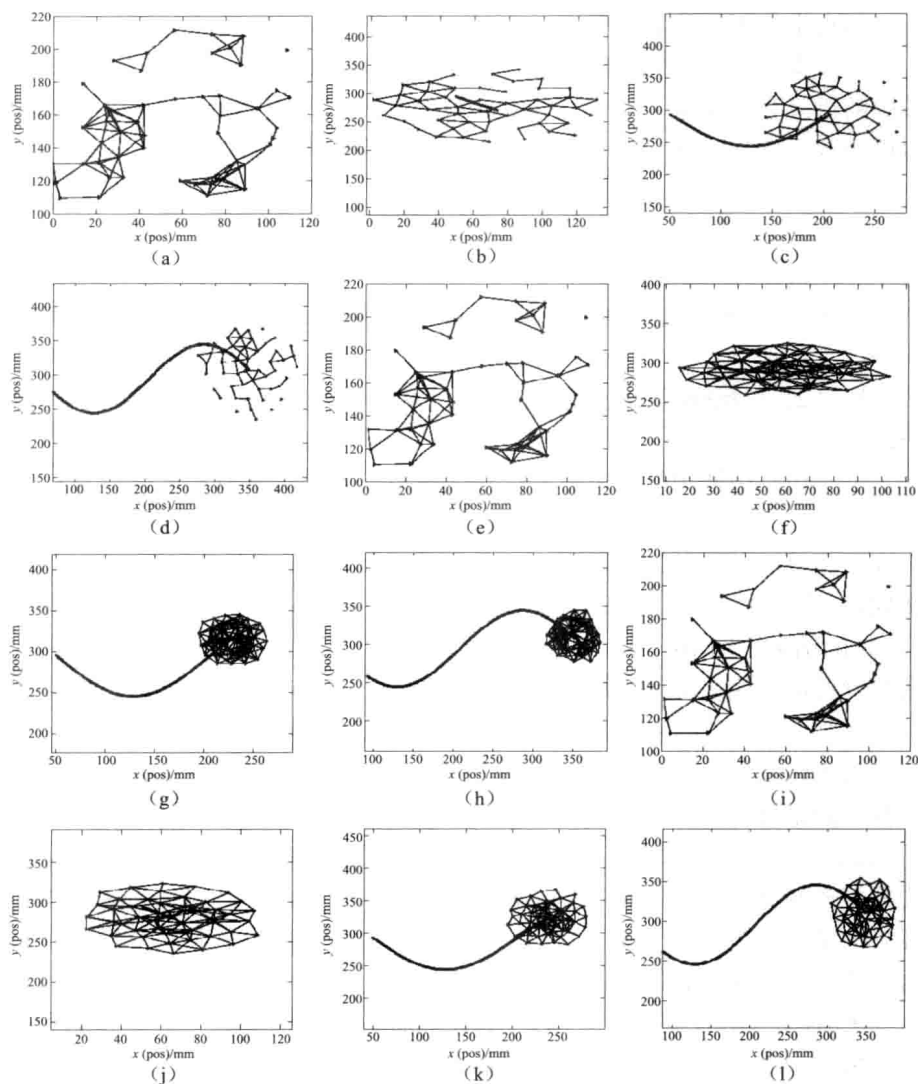 220
200
180
160
140
120
100
y (pos)/mm
0 20 40 60 80 100 120
x (pos)/mm
(a)
400
350
300
250
200
150
100
y (pos)/mm
0 20 40 60 80 100 120
x (pos)/mm
(b)
450
400
350
300
250
200
150
y (pos)/mm
50 100 150 200 250
x (pos)/mm
(c)
400
350
300
250
200
150
y (pos)/mm
100 150 200 250 300 350 400
x (pos)/mm
(d)
220
200
180
160
140
120
100
y (pos)/mm
0 20 40 60 80 100 120
x (pos)/mm
(e)
400
350
300
250
200
150
y (pos)/mm
10 20 30 40 50 60 70 80 90 100 110
x (pos)/mm
(f)
400
350
300
250
200
y (pos)/mm
50 100 150 200 250
x (pos)/mm
(g)
400
350
300
250
200
y (pos)/mm
100 150 200 250 300 350
x (pos)/mm
(h)
220
200
180
160
140
120
100
y (pos)/mm
0 20 40 60 80 100 120
x (pos)/mm
(i)
350
300
250
200
150
y (pos)/mm
20 40 60 80 100 120
x (pos)/mm
(j)
450
400
350
300
250
200
y (pos)/mm
50 100 150 200 250
x (pos)/mm
(k)
400
350
300
250
200
y (pos)/mm
100 150 200 250 300 350
x (pos)/mm
(l)